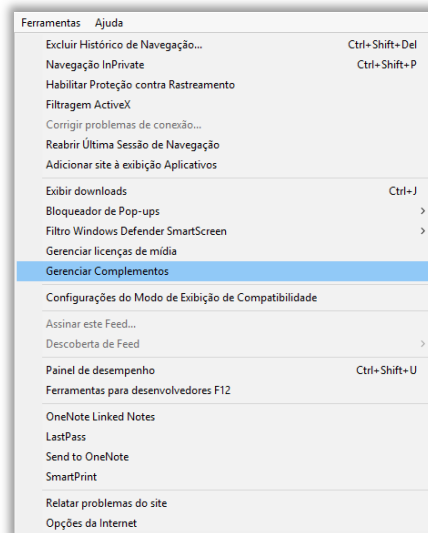 Ferramentas Ajuda
Excluir Histórico de Navegação... Ctrl+Shift+Del
Navegação InPrivate Ctrl+Shift+P
Habilitar Proteção contra Rastreamento
Filtragem ActiveX
Corrigir problemas de conexão...
Reabrir Última Sessão de Navegação
Adicionar site à exibição Aplicativos
Exibir downloads Ctrl+J
Bloqueador de Pop-ups
Filtro Windows Defender SmartScreen
Gerenciar licenças de mídia
Gerenciar Complementos
Configurações do Modo de Exibição de Compatibilidade
Assinar este Feed...
Descoberta de Feed
Painel de desempenho Ctrl+Shift+U
Ferramentas para desenvolvedores F12
OneNote Linked Notes
LastPass
Send to OneNote
SmartPrint
Relatar problemas do site
Opções da Internet